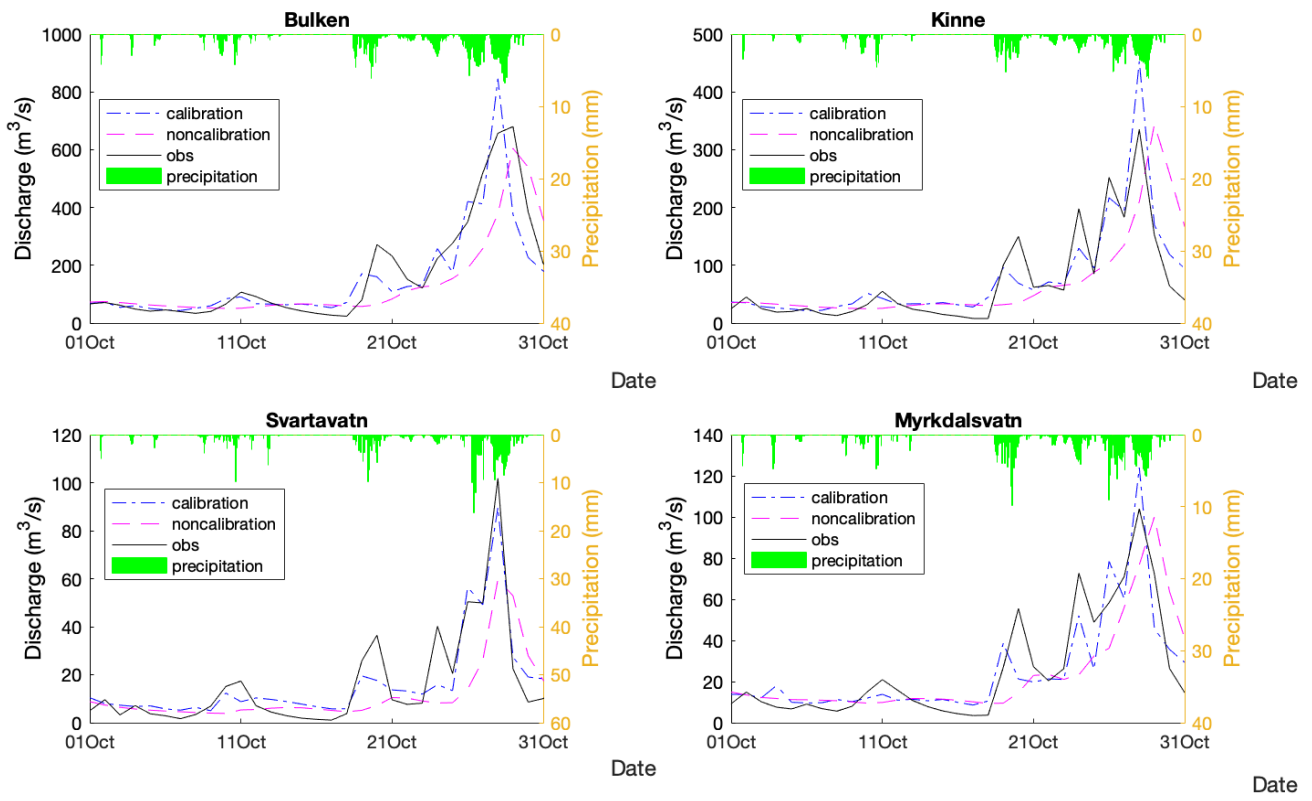 Bulken
1000
800
600
400
200
0
Discharge (m³/s)
calibration
noncalibration
obs
precipitation
0
10
20
30
40
Precipitation (mm)
01Oct 11Oct 21Oct 31Oct
Date
Kinne
500
400
300
200
100
0
Discharge (m³/s)
calibration
noncalibration
obs
precipitation
0
10
20
30
40
Precipitation (mm)
01Oct 11Oct 21Oct 31Oct
Date
Svartavatn
120
100
80
60
40
20
0
Discharge (m³/s)
calibration
noncalibration
obs
precipitation
0
10
20
30
40
50
60
Precipitation (mm)
01Oct 11Oct 21Oct 31Oct
Date
Myrkdalsvatn
140
120
100
80
60
40
20
0
Discharge (m³/s)
calibration
noncalibration
obs
precipitation
0
10
20
30
40
Precipitation (mm)
01Oct 11Oct 21Oct 31Oct
Date